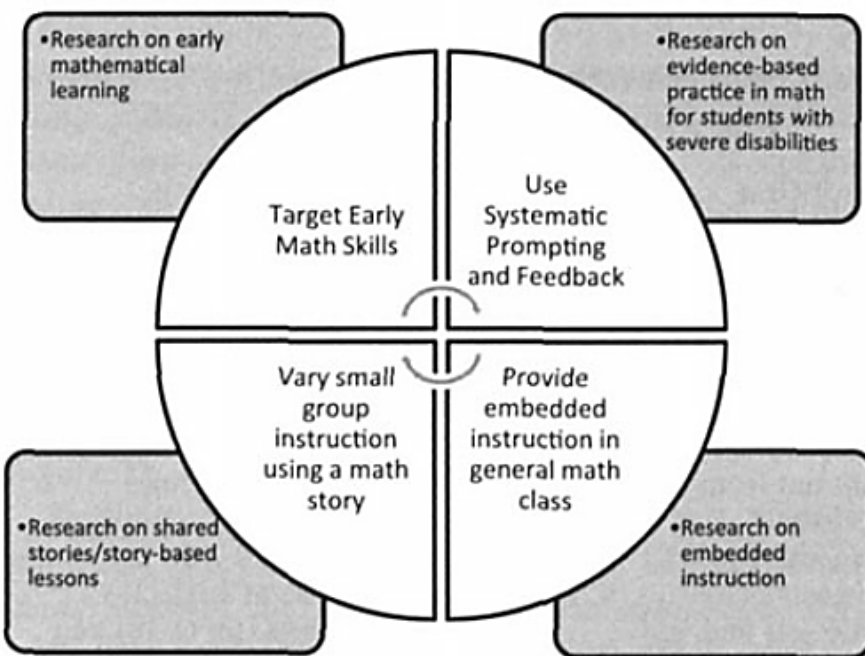 •Research on early
mathematical
learning
•Research on
evidence-based
practice in math
for students with
severe disabilities
Target Early
Math Skills
Use
Systematic
Prompting
and Feedback
Vary small
group
instruction
using a math
story
Provide
embedded
instruction in
general math
class
•Research on shared
stories/story-based
lessons
•Research on
embedded
instruction